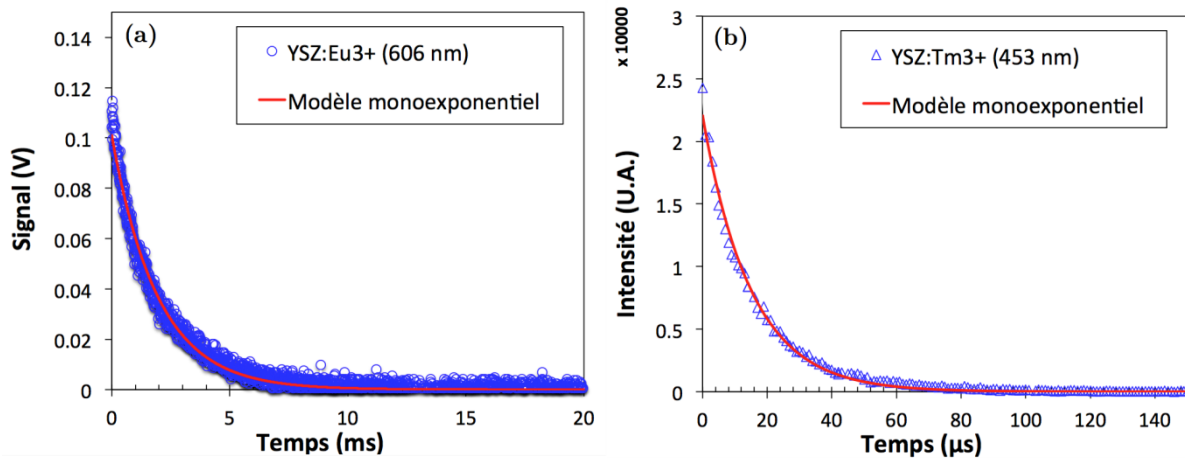 (a)
YSZ:Eu3+ (606 nm)
Modèle monoexponentiel
Signal (V)
0.14
0.12
0.1
0.08
0.06
0.04
0.02
0
0 5 10 15 20
Temps (ms)
(b)
YSZ:Tm3+ (453 nm)
Modèle monoexponentiel
x 10000
Intensité (U.A.)
3
2.5
2
1.5
1
0.5
0
0 20 40 60 80 100 120 140
Temps (µs)